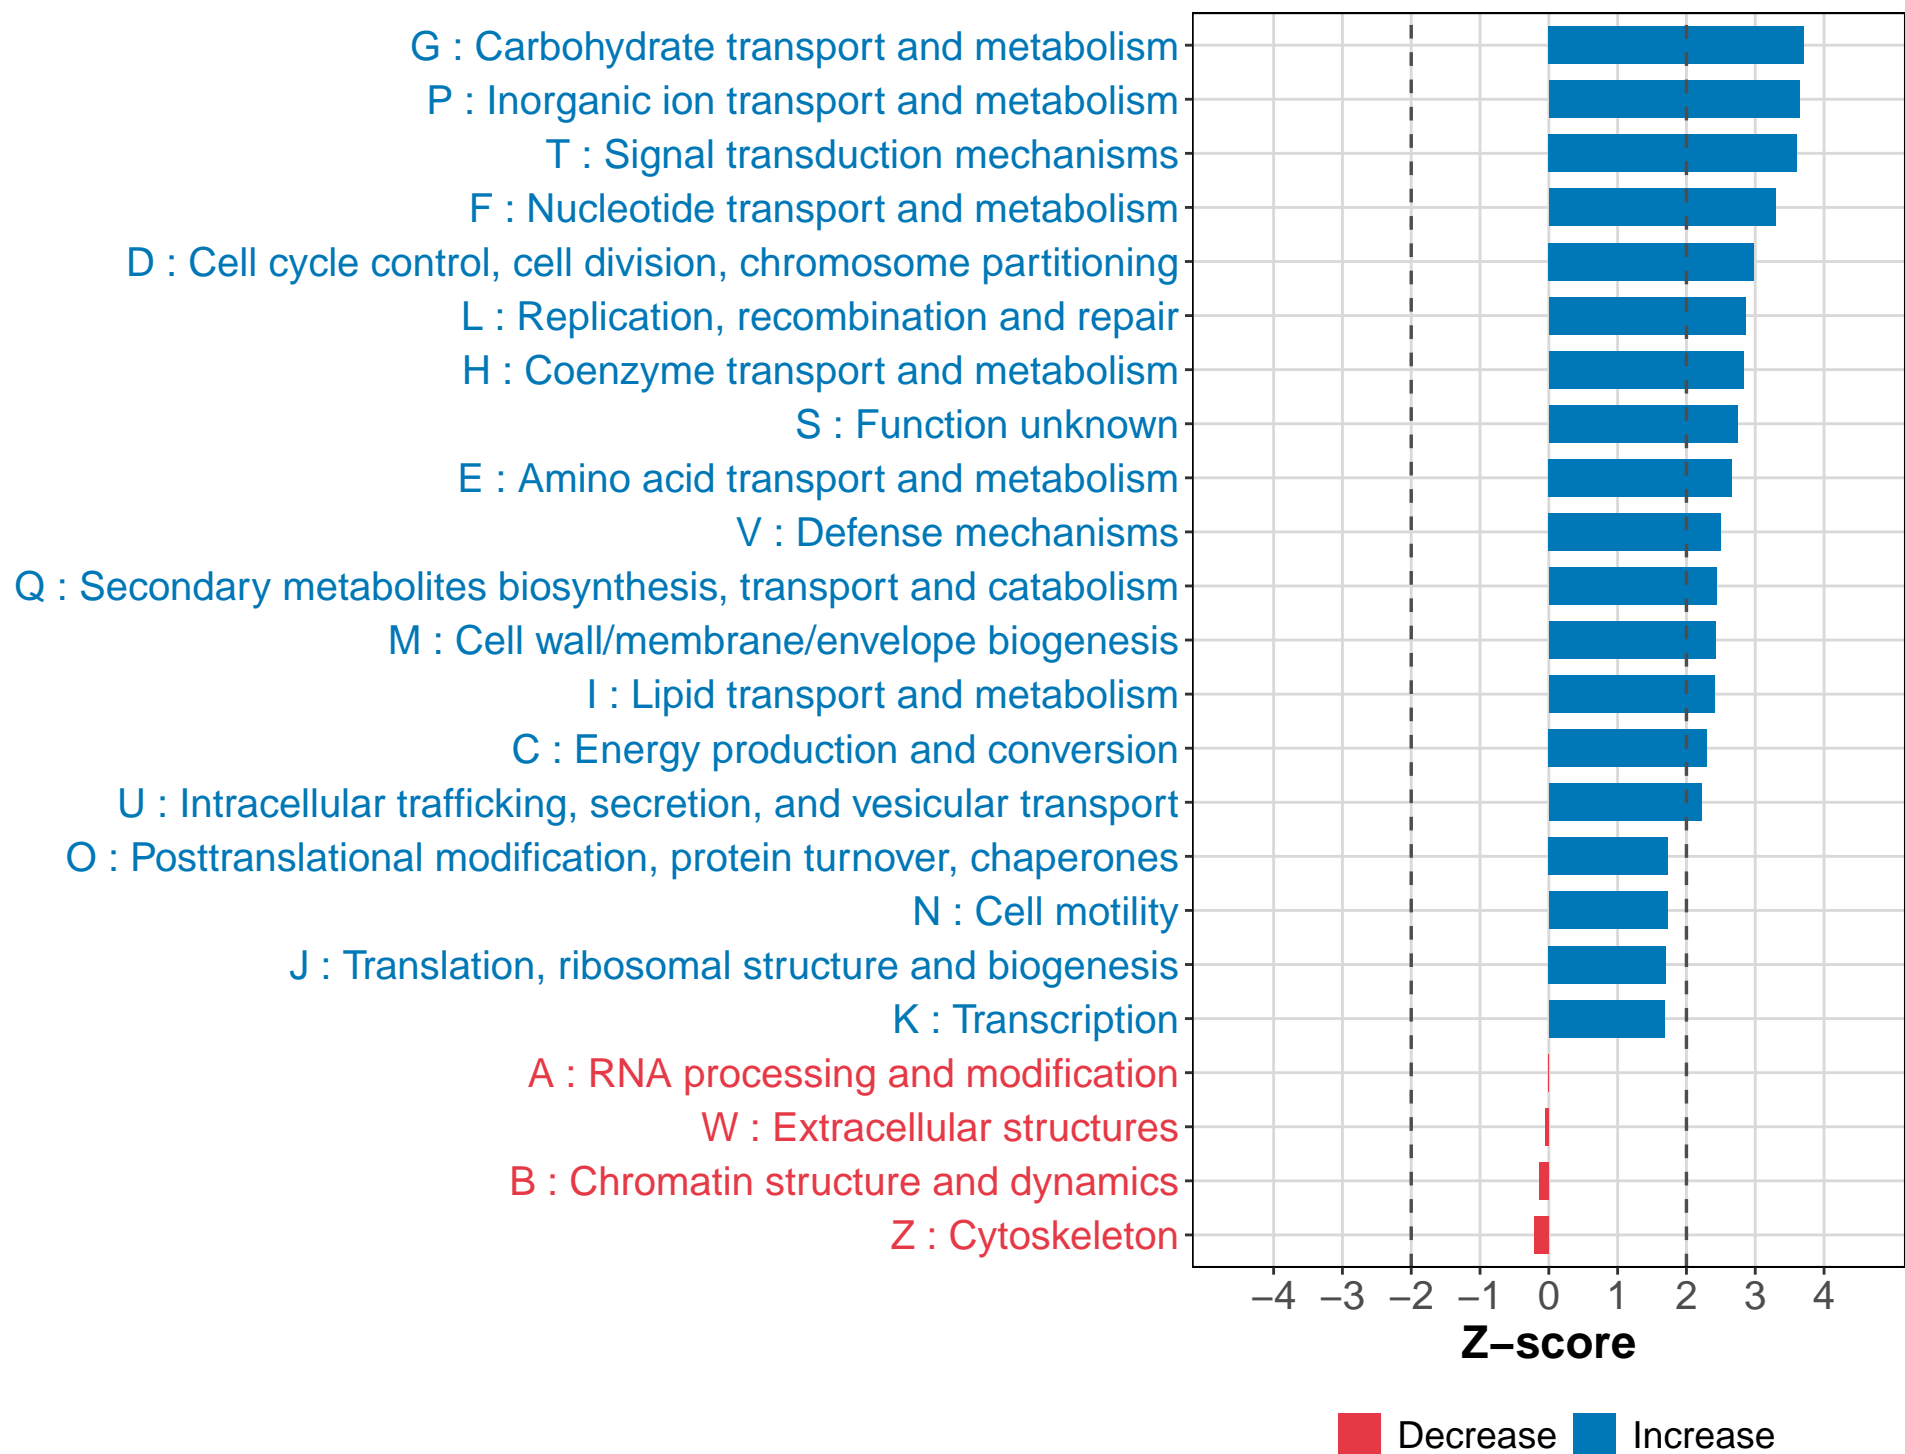 G : Carbohydrate transport and metabolism
P : Inorganic ion transport and metabolism
T : Signal transduction mechanisms
F : Nucleotide transport and metabolism
D : Cell cycle control, cell division, chromosome partitioning
L : Replication, recombination and repair
H : Coenzyme transport and metabolism
S : Function unknown
E : Amino acid transport and metabolism
V : Defense mechanisms
Q : Secondary metabolites biosynthesis, transport and catabolism
M : Cell wall/membrane/envelope biogenesis
I : Lipid transport and metabolism
C : Energy production and conversion
U : Intracellular trafficking, secretion, and vesicular transport
O : Posttranslational modification, protein turnover, chaperones
N : Cell motility
J : Translation, ribosomal structure and biogenesis
K : Transcription
A : RNA processing and modification
W : Extracellular structures
B : Chromatin structure and dynamics
Z : Cytoskeleton
−4 −3 −2 −1 0 1 2 3 4
Z−score
Decrease Increase